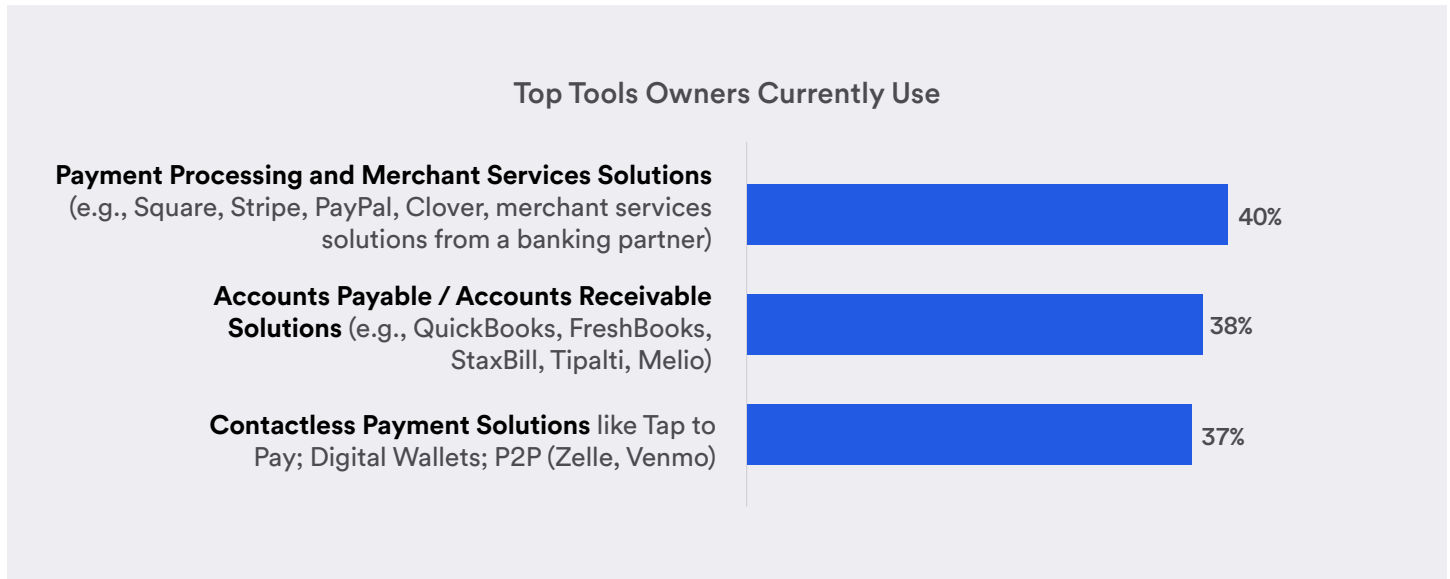 Top Tools Owners Currently Use
Payment Processing and Merchant Services Solutions
(e.g., Square, Stripe, PayPal, Clover, merchant services
solutions from a banking partner)
40%
Accounts Payable / Accounts Receivable
Solutions (e.g., QuickBooks, FreshBooks,
StaxBill, Tipalti, Melio)
38%
Contactless Payment Solutions like Tap to
Pay; Digital Wallets; P2P (Zelle, Venmo)
37%